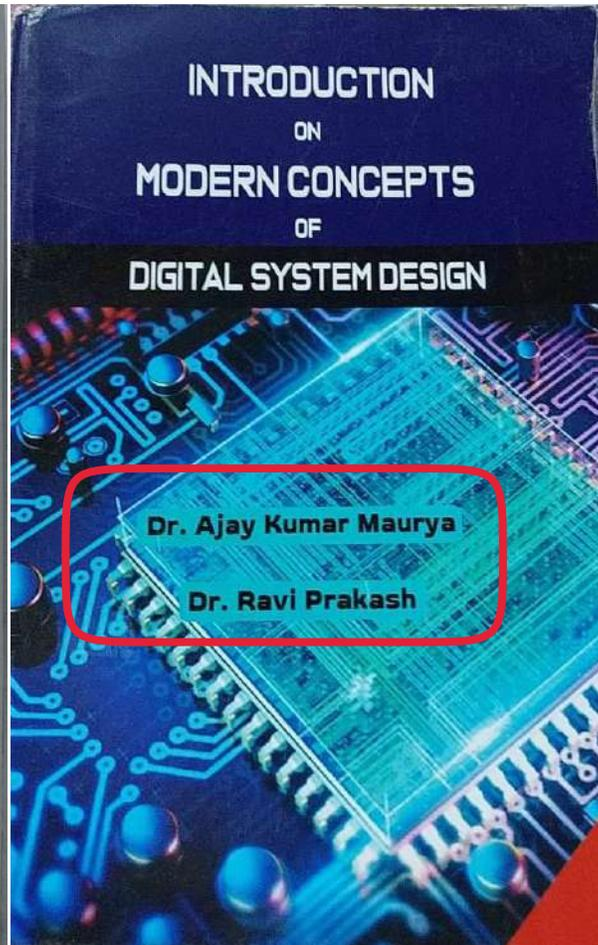 INTRODUCTION
ON
MODERN CONCEPTS
OF
DIGITAL SYSTEM DESIGN
Dr. Ajay Kumar Maurya
Dr. Ravi Prakash